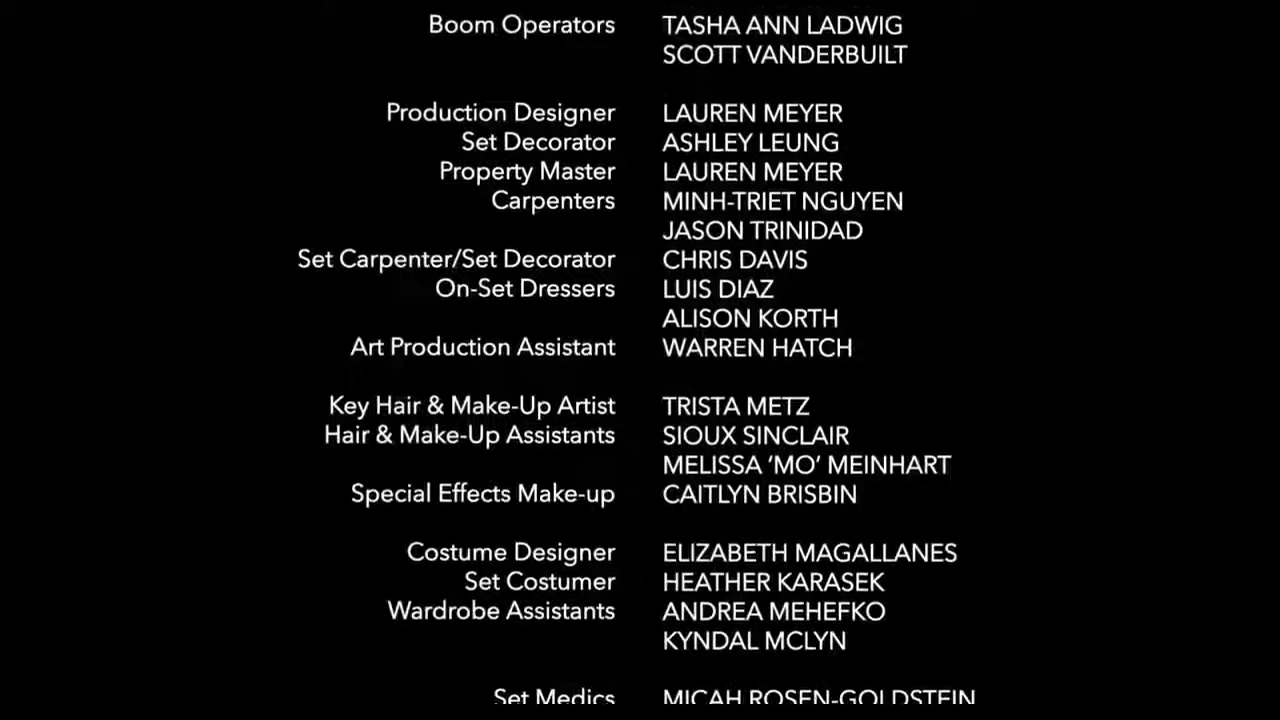 Boom Operators TASHA ANN LADWIG
SCOTT VANDERBUILT
Production Designer LAUREN MEYER
Set Decorator ASHLEY LEUNG
Property Master LAUREN MEYER
Carpenters MINH-TRIET NGUYEN
JASON TRINIDAD
Set Carpenter/Set Decorator CHRIS DAVIS
On-Set Dressers LUIS DIAZ
ALISON KORTH
Art Production Assistant WARREN HATCH
Key Hair & Make-Up Artist TRISTA METZ
Hair & Make-Up Assistants SIOUX SINCLAIR
MELISSA ‘MO’ MEINHART
Special Effects Make-up CAITLYN BRISBIN
Costume Designer ELIZABETH MAGALLANES
Set Costumer HEATHER KARASEK
Wardrobe Assistants ANDREA MEHEFKO
KYNDAL MCLYN
Set Medics MICAH ROSEN-GOLDSTEIN